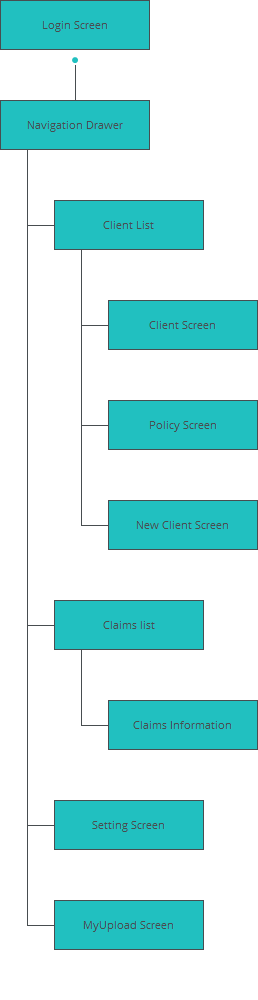 Login Screen
Navigation Drawer
Client List
Client Screen
Policy Screen
New Client Screen
Claims list
Claims Information
Setting Screen
MyUpload Screen